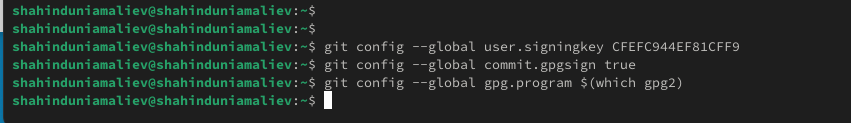 shahinduniamaliev@shahinduniamaliev:~$
shahinduniamaliev@shahinduniamaliev:~$
shahinduniamaliev@shahinduniamaliev:~$ git config --global user.signingkey CFEFC944EF81CFF9
shahinduniamaliev@shahinduniamaliev:~$ git config --global commit.gpgsign true
shahinduniamaliev@shahinduniamaliev:~$ git config --global gpg.program $(which gpg2)
shahinduniamaliev@shahinduniamaliev:~$